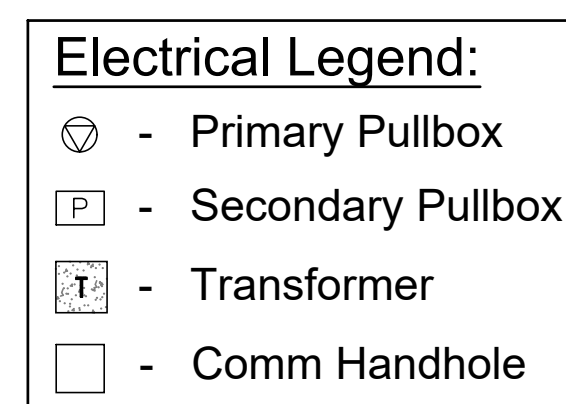 Electrical Legend:
- Primary Pullbox
P - Secondary Pullbox
T - Transformer
- Comm Handhole